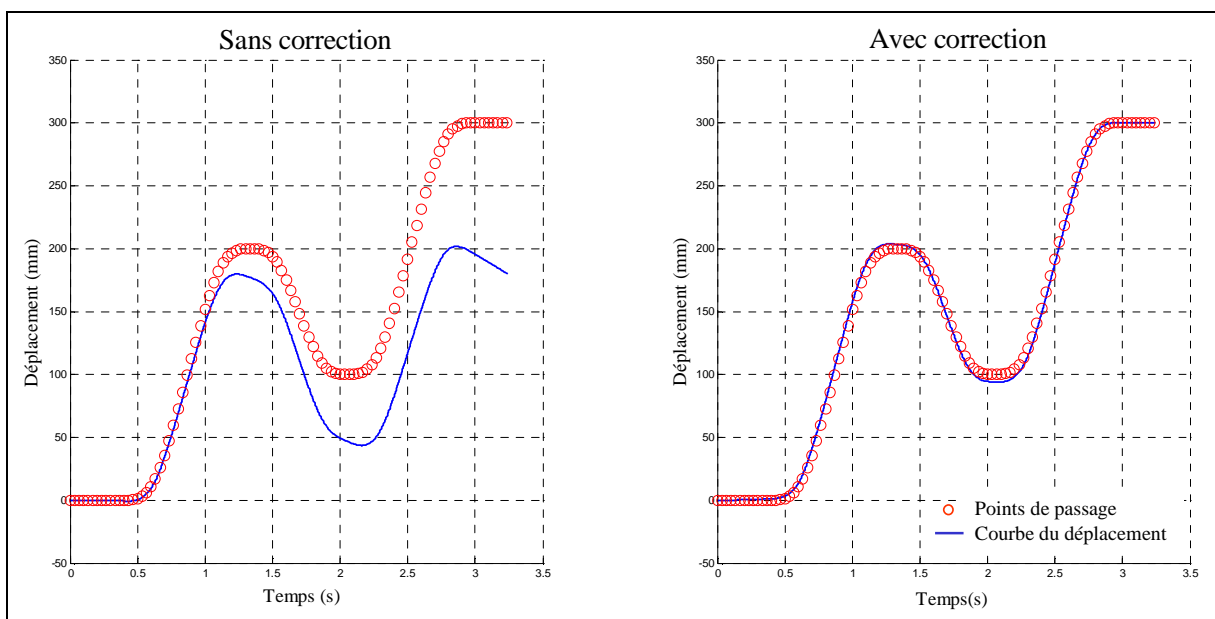 Sans correction
350
300
250
200
150
100
50
0
-50
Déplacement (mm)
0 0.5 1 1.5 2 2.5 3 3.5
Temps (s)
Avec correction
350
300
250
200
150
100
50
0
-50
Déplacement (mm)
Points de passage
Courbe du déplacement
0 0.5 1 1.5 2 2.5 3 3.5
Temps(s)